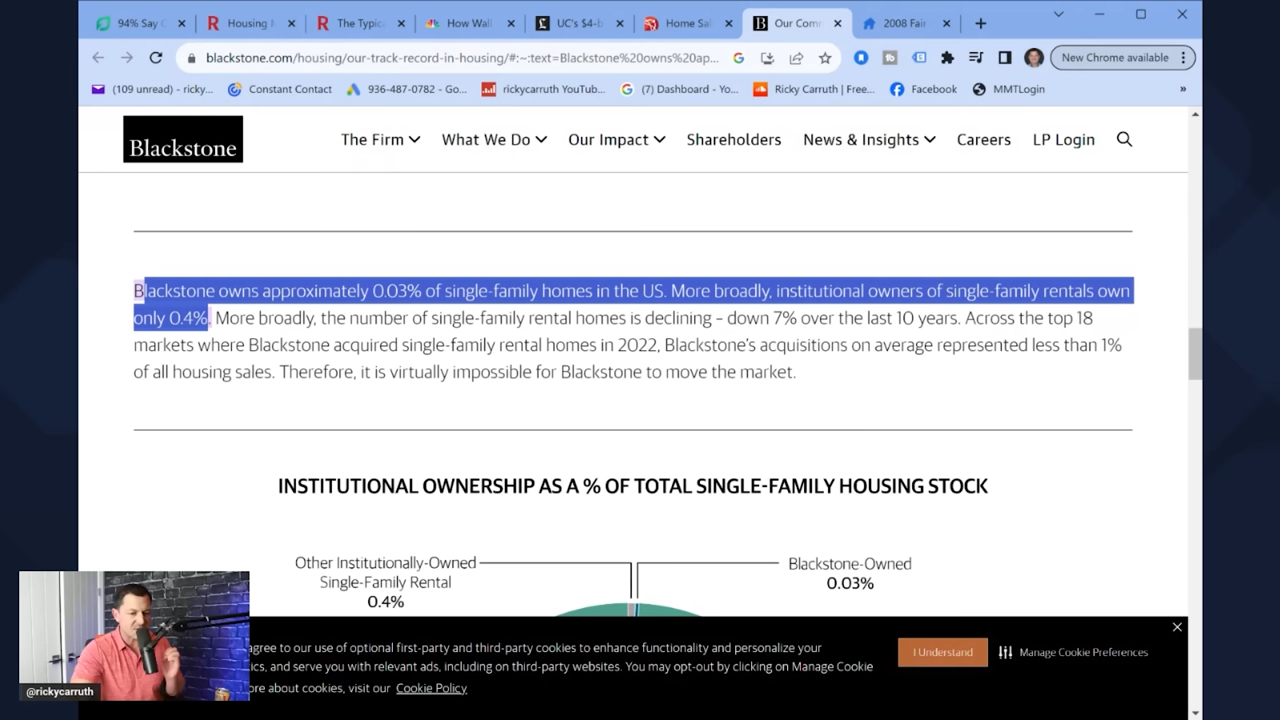 94% Say C
Housing M
The Typica
How Wall
UC's $4-b
Home Sal
B Our Comm
2008 Fair
blackstone.com/housing/our-track-record-in-housing/#:~:text=Blackstone%20owns%20ap...
New Chrome available
(109 unread) - ricky...
Constant Contact
936-487-0782 - Go...
rickycarruth YouTub...
(7) Dashboard - Yo...
Ricky Carruth | Free...
Facebook
MMTLogin
»
Blackstone
The Firm
What We Do
Our Impact
Shareholders
News & Insights
Careers
LP Login
Blackstone owns approximately 0.03% of single-family homes in the US. More broadly, institutional owners of single-family rentals own
only 0.4%. More broadly, the number of single-family rental homes is declining – down 7% over the last 10 years. Across the top 18
markets where Blackstone acquired single-family rental homes in 2022, Blackstone's acquisitions on average represented less than 1%
of all housing sales. Therefore, it is virtually impossible for Blackstone to move the market.
INSTITUTIONAL OWNERSHIP AS A % OF TOTAL SINGLE-FAMILY HOUSING STOCK
Other Institutionally-Owned
Single-Family Rental
0.4%
Blackstone-Owned
0.03%
agree to our use of optional first-party and third-party cookies to enhance functionality and personalize your
ics, and serve you with relevant ads, including on third-party websites. You may opt-out by clicking on Manage Cookie
ore about cookies, visit our Cookie Policy
I Understand
Manage Cookie Preferences
@rickycarruth